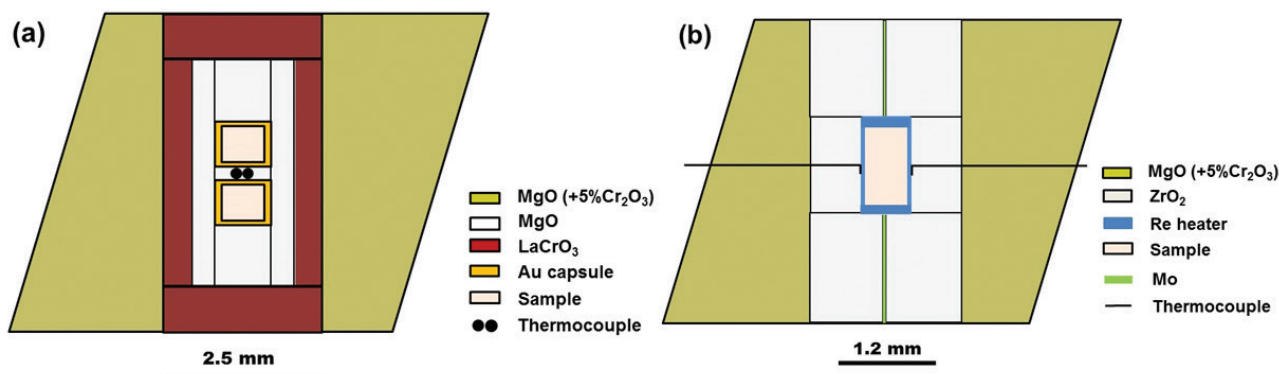 (a)
MgO (+5%Cr₂O₃)
MgO
LaCrO₃
Au capsule
Sample
Thermocouple
2.5 mm
(b)
MgO (+5%Cr₂O₃)
ZrO₂
Re heater
Sample
Mo
Thermocouple
1.2 mm